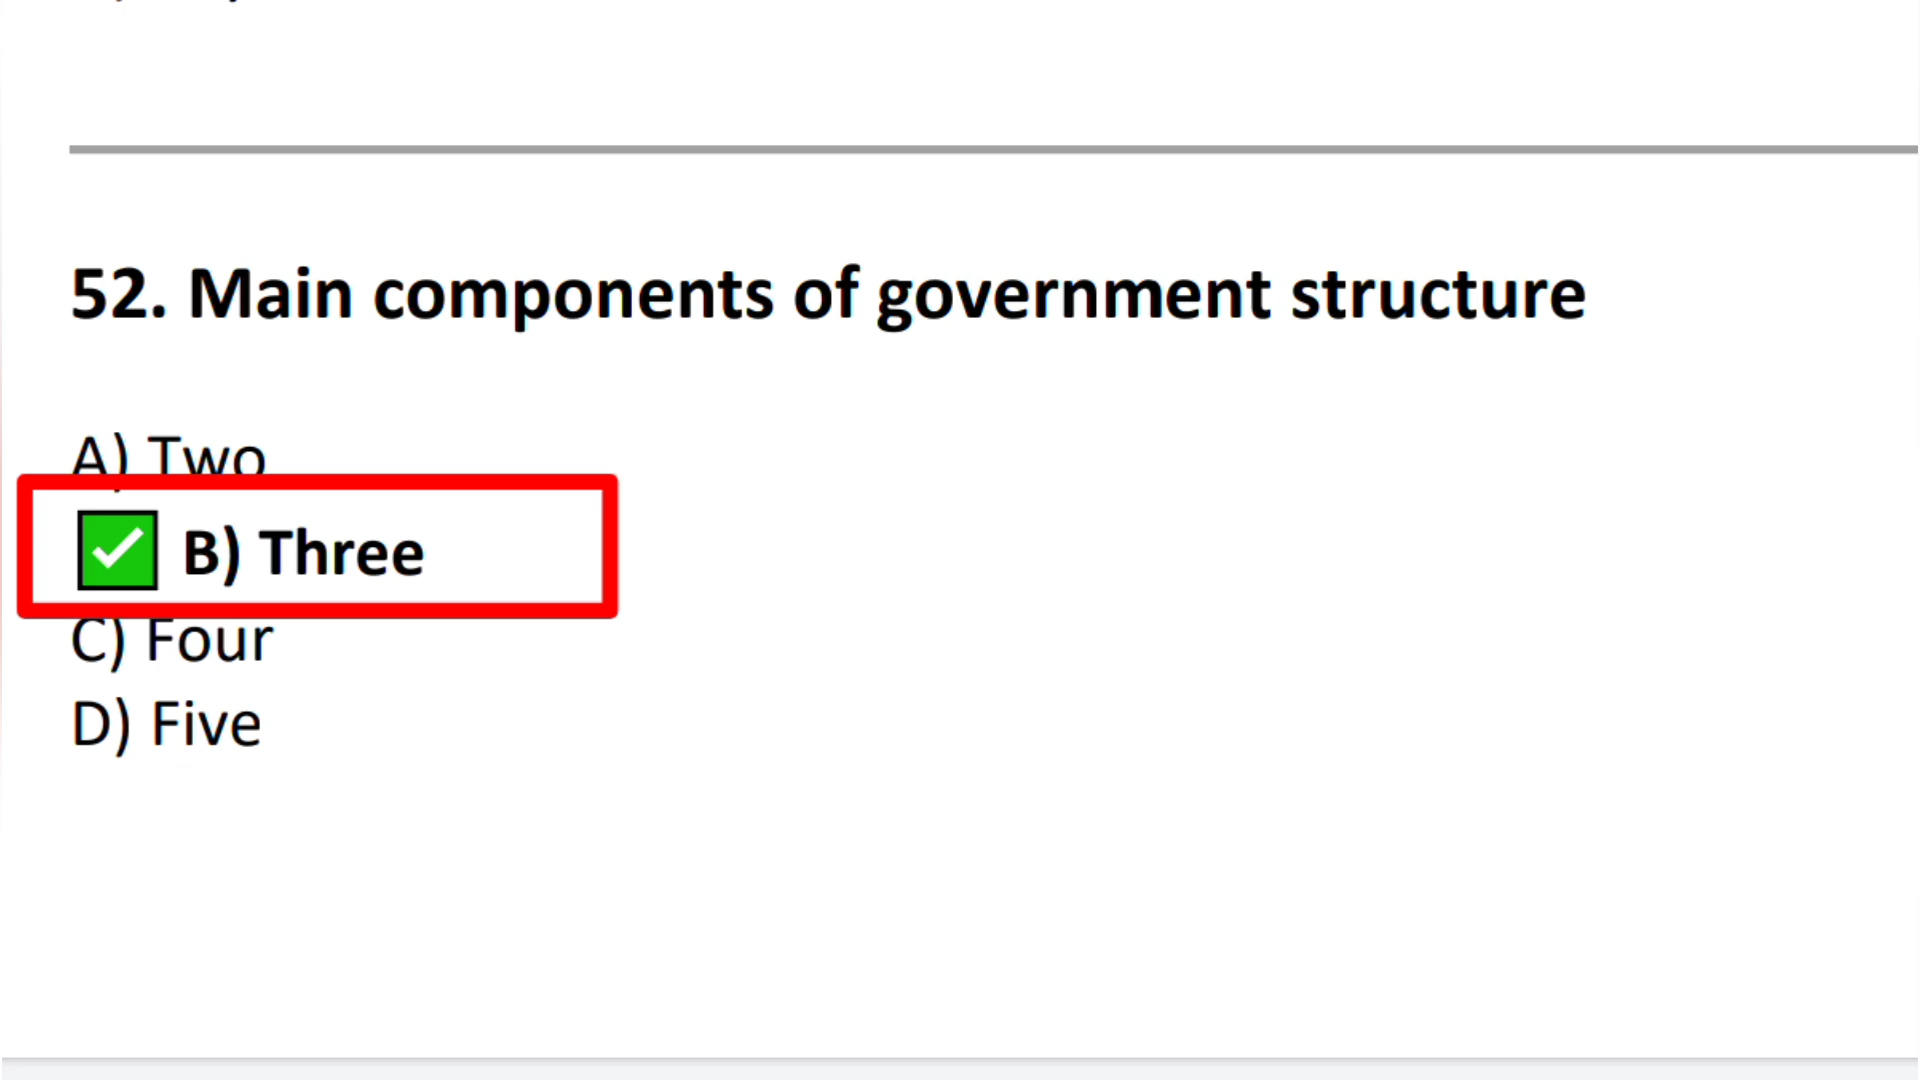 52. Main components of government structure
A) Two
B) Three
C) Four
D) Five